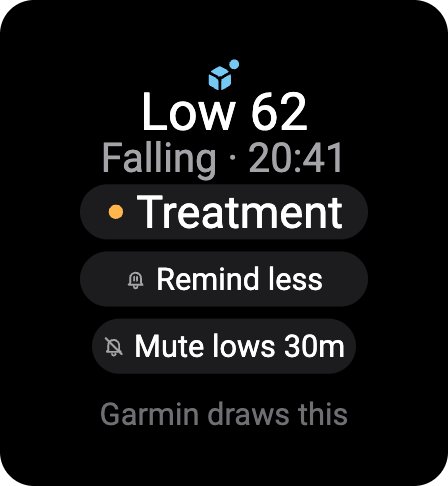 Low 62
Falling · 20:41
Treatment
Remind less
Mute lows 30m
Garmin draws this